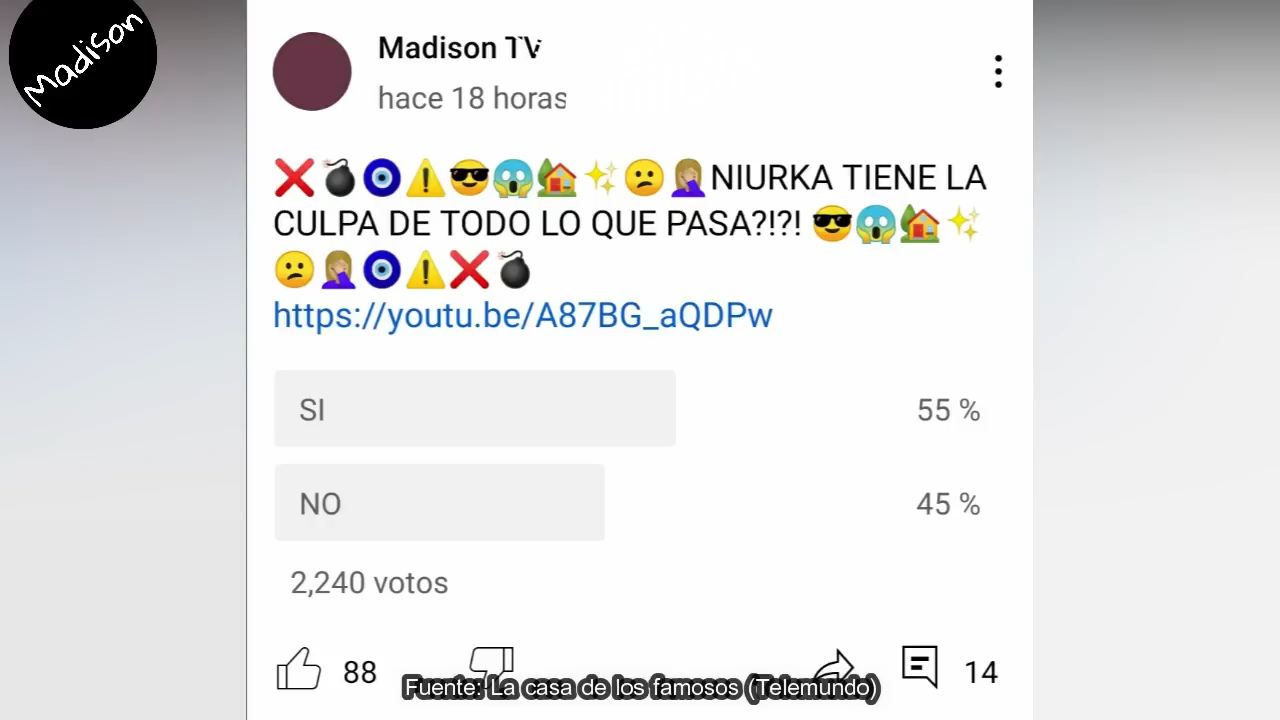 Madison
Madison TV
hace 18 horas
❌💣🧿⚠️😎😱🏡✨😕🤦🏼‍♀️NIURKA TIENE LA
CULPA DE TODO LO QUE PASA?!?! 😎😱🏡✨
😕🤦🏼‍♀️🧿⚠️❌💣
https://youtu.be/A87BG_aQDPw
SI 55 %
NO 45 %
2,240 votos
88 14
Fuente: La casa de los famosos (Telemundo)